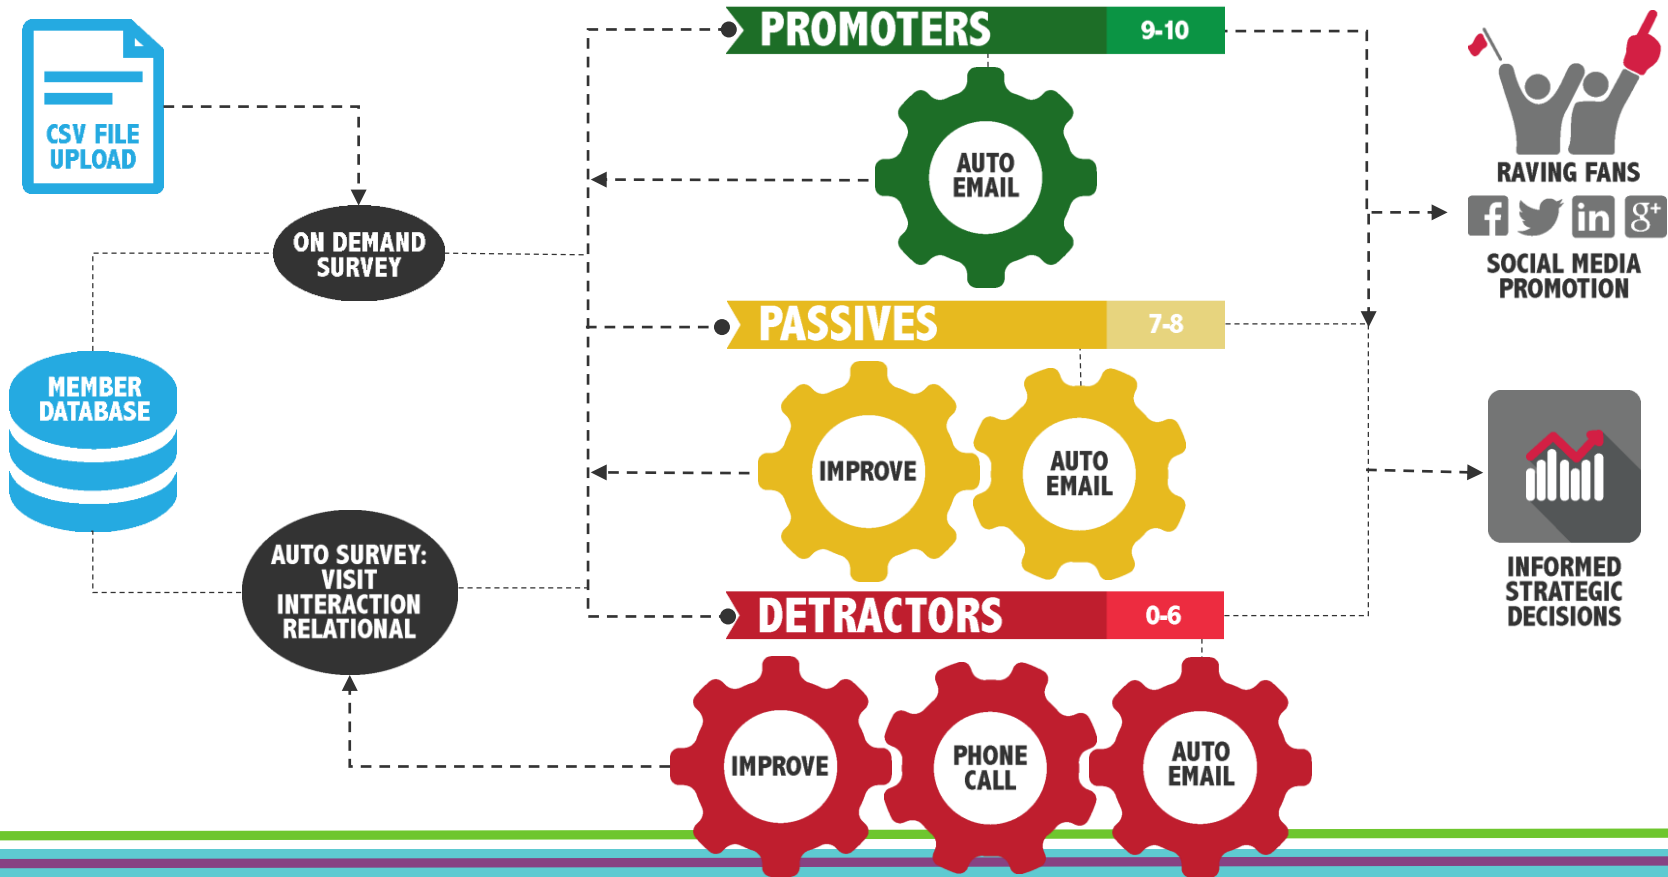 CSV FILE
UPLOAD
ON DEMAND
SURVEY
MEMBER
DATABASE
AUTO SURVEY:
VISIT
INTERACTION
RELATIONAL
PROMOTERS 9-10
AUTO
EMAIL
PASSIVES 7-8
IMPROVE
AUTO
EMAIL
DETRACTORS 0-6
IMPROVE
PHONE
CALL
AUTO
EMAIL
RAVING FANS
f in g+
SOCIAL MEDIA
PROMOTION
INFORMED
STRATEGIC
DECISIONS